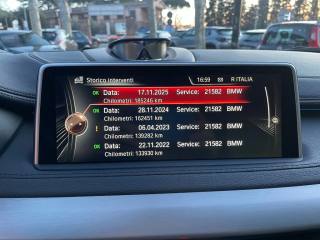 Storico interventi 16:59 R ITALIA
OK Data: 17.11.2025 Service: 21582 BMW
Chilometri: 185246 km
OK Data: 28.11.2024 Service: 21582 BMW
Chilometri: 162451 km
! Data: 06.04.2023 Service: 21582 BMW
Chilometri: 139282 km
OK Data: 22.11.2022 Service: 21582 BMW
Chilometri: 133930 km